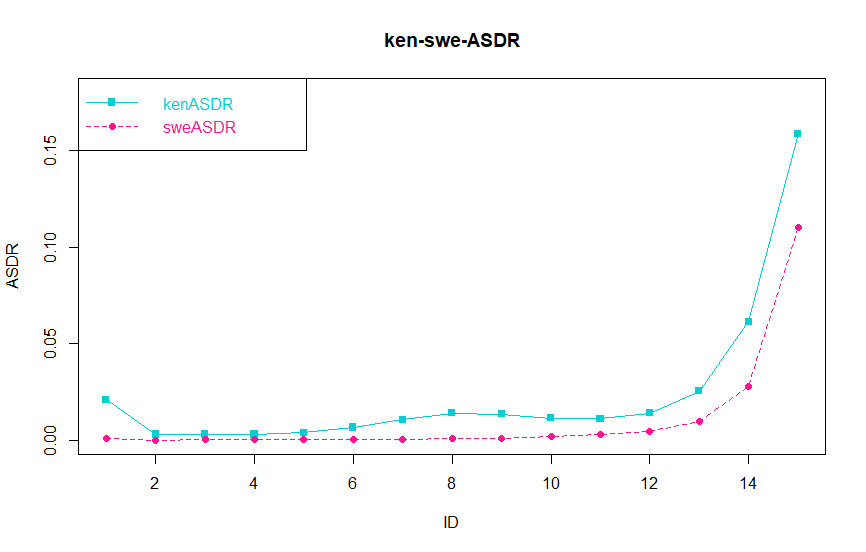 ken-swe-ASDR
kenASDR
sweASDR
ASDR
0.15
0.10
0.05
0.00
2 4 6 8 10 12 14
ID